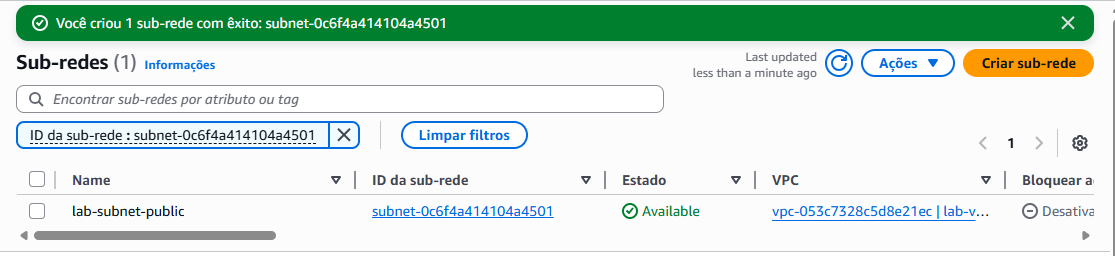 Você criou 1 sub-rede com êxito: subnet-0c6f4a414104a4501
Sub-redes (1) Informações
Last updated
less than a minute ago
Ações
Criar sub-rede
Encontrar sub-redes por atributo ou tag
ID da sub-rede : subnet-0c6f4a414104a4501
Limpar filtros
1
Name ID da sub-rede Estado VPC Bloquear a
lab-subnet-public subnet-0c6f4a414104a4501 Available vpc-053c7328c5d8e21ec | lab-v... Desativa